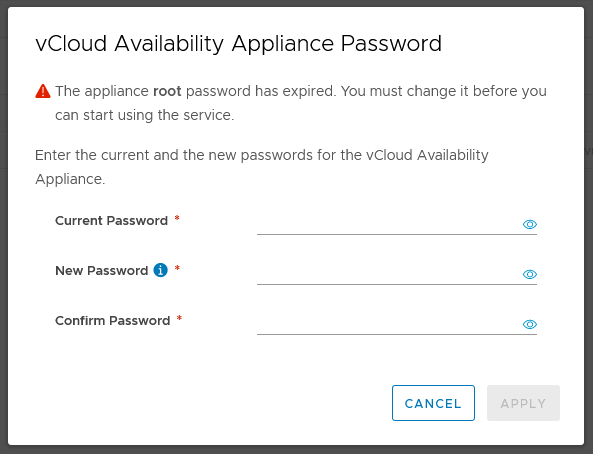 vCloud Availability Appliance Password
The appliance root password has expired. You must change it before you
can start using the service.
Enter the current and the new passwords for the vCloud Availability
Appliance.
Current Password *
New Password *
Confirm Password *
CANCEL APPLY